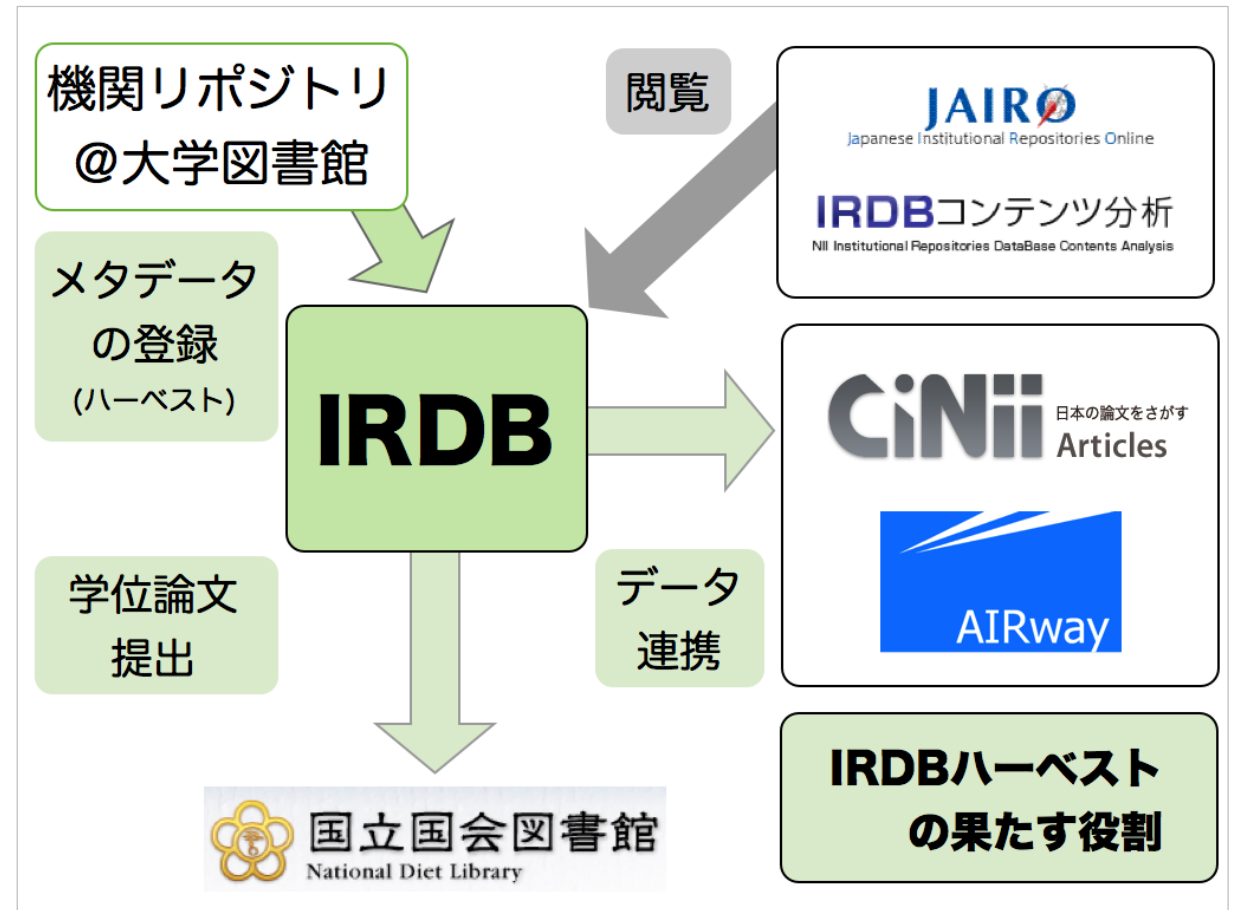 機関リポジトリ
@大学図書館
閲覧
JAIRO
Japanese Institutional Repositories Online
IRDBコンテンツ分析
NII Institutional Repositories DataBase Contents Analysis
メタデータ
の登録
(ハーベスト)
IRDB
CiNii
日本の論文をさがす
Articles
AIRway
学位論文
提出
データ
連携
IRDBハーベスト
の果たす役割
国立国会図書館
National Diet Library